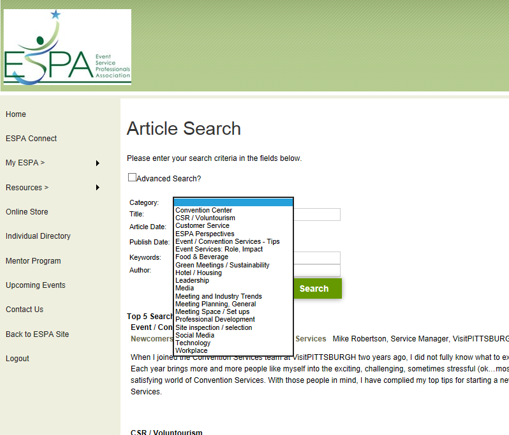 ESPA
Event
Service
Professionals
Association
Home
ESPA Connect
My ESPA >
Resources >
Online Store
Individual Directory
Mentor Program
Upcoming Events
Contact Us
Back to ESPA Site
Logout
Article Search
Please enter your search criteria in the fields below.
Advanced Search?
Category:
Title:
Article Date:
Publish Date:
Keywords:
Author:
Convention Center
CSR / Voluntourism
Customer Service
ESPA Perspectives
Event / Convention Services - Tips
Event Services: Role, Impact
Food & Beverage
Green Meetings / Sustainability
Hotel / Housing
Leadership
Media
Meeting and Industry Trends
Meeting Planning, General
Meeting Space / Set ups
Professional Development
Site inspection / selection
Social Media
Technology
Workplace
Search
Top 5 Search
Event / Con
Newcomers Services Mike Robertson, Service Manager, VisitPITTSBURG
When I joined the Convention Services team at VisitPITTSBURGH two years ago, I did not fully know what to ex
Each year brings more and more people like myself into the exciting, challenging, sometimes stressful (ok...mos
satisfying world of Convention Services. With those people in mind, I have complied my top tips for starting a ne
Services.
CSR / Voluntourism